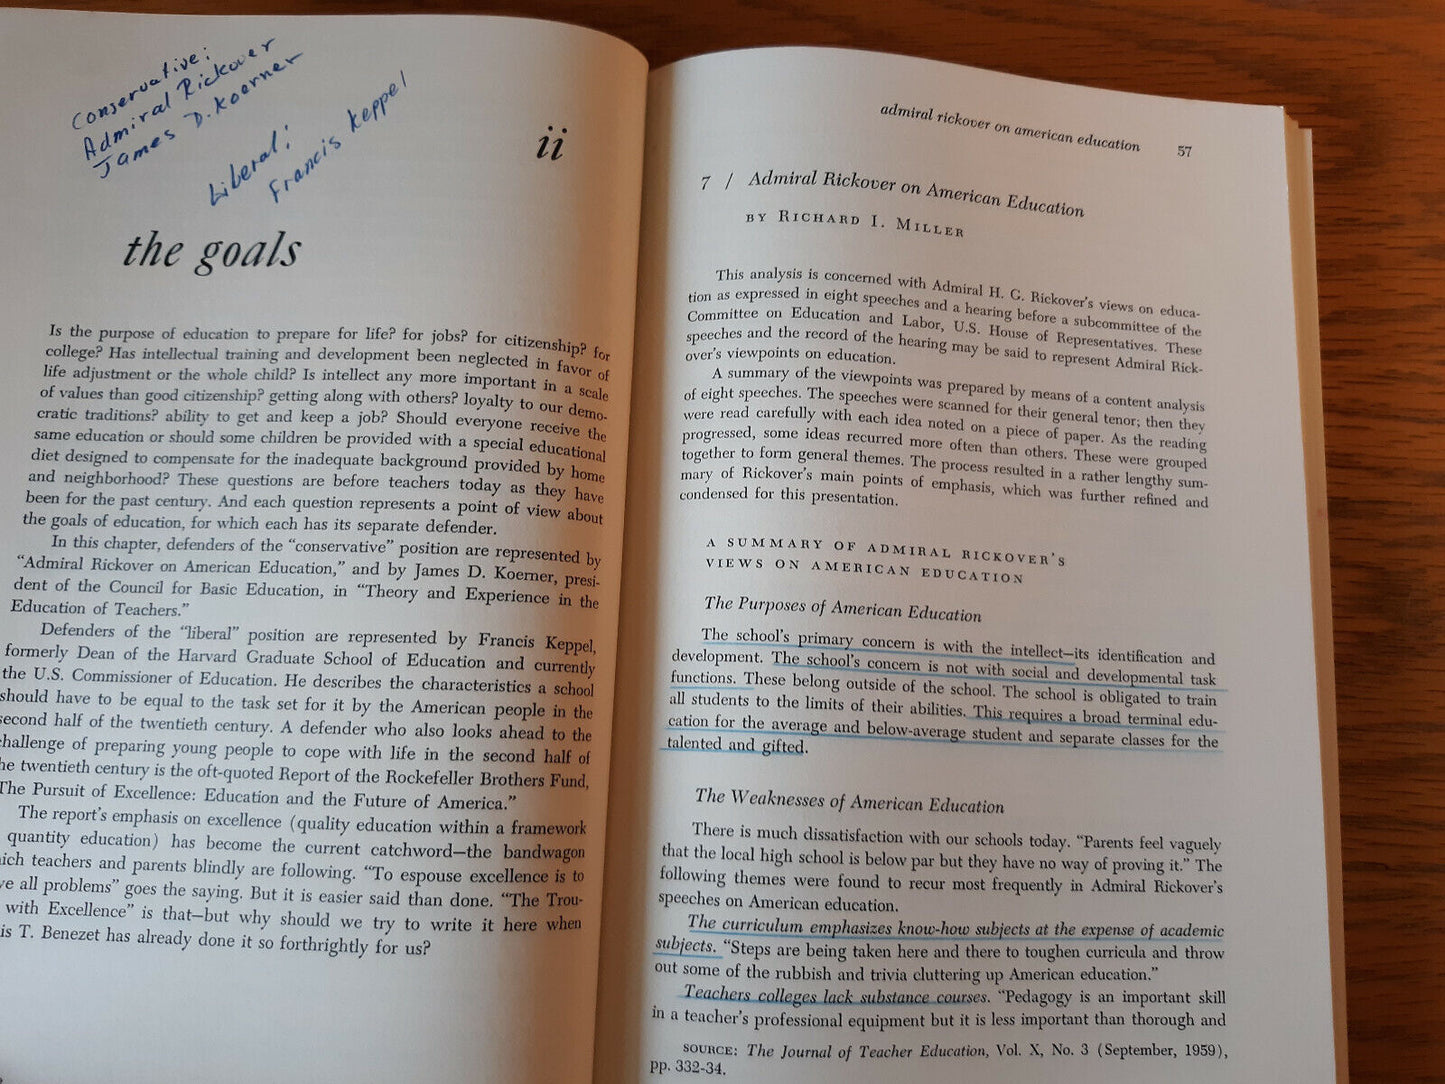 Conservative:
Admiral Rickover
James D. Koerner
Liberal:
Francis Keppel
ii
the goals
Is the purpose of education to prepare for life? for jobs? for citizenship? for
college? Has intellectual training and development been neglected in favor of
life adjustment or the whole child? Is intellect any more important in a scale
of values than good citizenship? getting along with others? loyalty to our demo-
cratic traditions? ability to get and keep a job? Should everyone receive the
same education or should some children be provided with a special educational
diet designed to compensate for the inadequate background provided by home
and neighborhood? These questions are before teachers today as they have
been for the past century. And each question represents a point of view about
the goals of education, for which each has its separate defender.
In this chapter, defenders of the “conservative” position are represented by
“Admiral Rickover on American Education,” and by James D. Koerner, presi-
dent of the Council for Basic Education, in “Theory and Experience in the
Education of Teachers.”
Defenders of the “liberal” position are represented by Francis Keppel,
formerly Dean of the Harvard Graduate School of Education and currently
the U.S. Commissioner of Education. He describes the characteristics a school
should have to be equal to the task set for it by the American people in the
second half of the twentieth century. A defender who also looks ahead to the
challenge of preparing young people to cope with life in the second half of
he twentieth century is the oft-quoted Report of the Rockefeller Brothers Fund,
The Pursuit of Excellence: Education and the Future of America.”
The report’s emphasis on excellence (quality education within a framework
quantity education) has become the current catchword—the bandwagon
ich teachers and parents blindly are following. “To espouse excellence is to
ve all problems” goes the saying. But it is easier said than done. “The Trou-
with Excellence” is that—but why should we try to write it here when
is T. Benezet has already done it so forthrightly for us?
admiral rickover on american education 57
7 / Admiral Rickover on American Education
BY RICHARD I. MILLER
This analysis is concerned with Admiral H. G. Rickover’s views on educa-
tion as expressed in eight speeches and a hearing before a subcommittee of the
Committee on Education and Labor, U.S. House of Representatives. These
speeches and the record of the hearing may be said to represent Admiral Rick-
over’s viewpoints on education.
A summary of the viewpoints was prepared by means of a content analysis
of eight speeches. The speeches were scanned for their general tenor; then they
were read carefully with each idea noted on a piece of paper. As the reading
progressed, some ideas recurred more often than others. These were grouped
together to form general themes. The process resulted in a rather lengthy sum-
mary of Rickover’s main points of emphasis, which was further refined and
condensed for this presentation.
A SUMMARY OF ADMIRAL RICKOVER’S
VIEWS ON AMERICAN EDUCATION
The Purposes of American Education
The school’s primary concern is with the intellect—its identification and
development. The school’s concern is not with social and developmental task
functions. These belong outside of the school. The school is obligated to train
all students to the limits of their abilities. This requires a broad terminal edu-
cation for the average and below-average student and separate classes for the
talented and gifted.
The Weaknesses of American Education
There is much dissatisfaction with our schools today. “Parents feel vaguely
that the local high school is below par but they have no way of proving it.” The
following themes were found to recur most frequently in Admiral Rickover’s
speeches on American education.
The curriculum emphasizes know-how subjects at the expense of academic
subjects. “Steps are being taken here and there to toughen curricula and throw
out some of the rubbish and trivia cluttering up American education.”
Teachers colleges lack substance courses. “Pedagogy is an important skill
in a teacher’s professional equipment but it is less important than thorough and
SOURCE: The Journal of Teacher Education, Vol. X, No. 3 (September, 1959),
pp. 332-34.